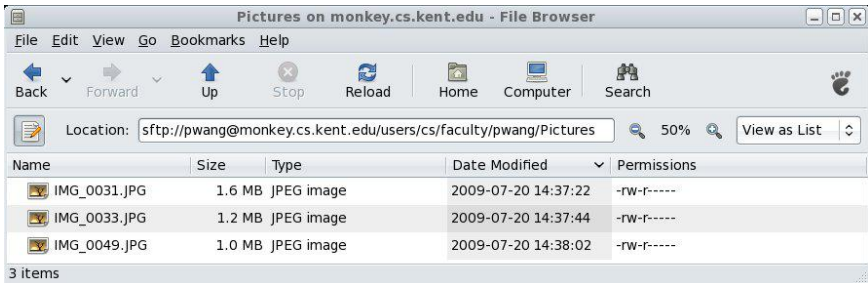 Pictures on monkey.cs.kent.edu - File Browser
File Edit View Go Bookmarks Help
Back Forward Up Stop Reload Home Computer Search
Location: sftp://pwang@monkey.cs.kent.edu/users/cs/faculty/pwang/Pictures 50% View as List
Name Size Type Date Modified Permissions
IMG_0031.JPG 1.6 MB JPEG image 2009-07-20 14:37:22 -rw-r-----
IMG_0033.JPG 1.2 MB JPEG image 2009-07-20 14:37:44 -rw-r-----
IMG_0049.JPG 1.0 MB JPEG image 2009-07-20 14:38:02 -rw-r-----
3 items